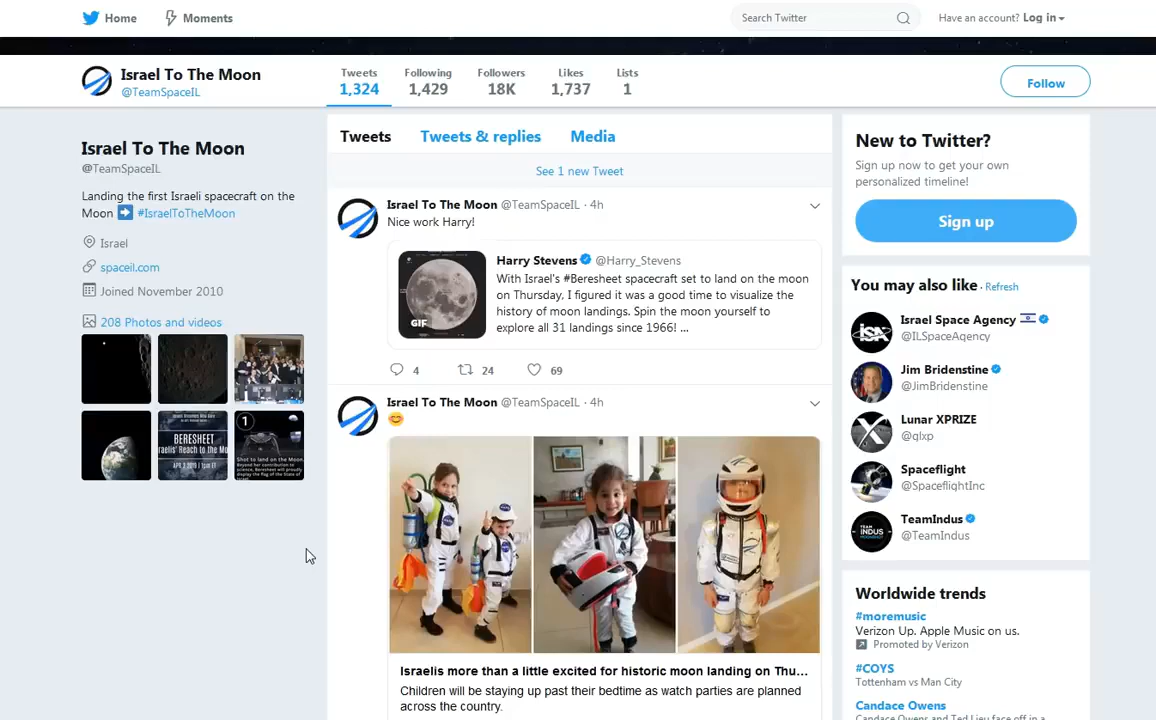 Home
Moments
Search Twitter
Have an account? Log in
Israel To The Moon
@TeamSpaceIL
Tweets
1,324
Following
1,429
Followers
18K
Likes
1,737
Lists
1
Follow
Israel To The Moon
@TeamSpaceIL
Landing the first Israeli spacecraft on the
Moon ➡ #IsraelToTheMoon
Israel
spaceil.com
Joined November 2010
208 Photos and videos
BERESHEET
1
Tweets
Tweets & replies
Media
See 1 new Tweet
Israel To The Moon @TeamSpaceIL · 4h
Nice work Harry!
GIF
Harry Stevens @Harry_Stevens
With Israel's #Beresheet spacecraft set to land on the moon
on Thursday, I figured it was a good time to visualize the
history of moon landings. Spin the moon yourself to
explore all 31 landings since 1966! ...
4
24
69
Israel To The Moon @TeamSpaceIL · 4h
😊
Israelis more than a little excited for historic moon landing on Thu...
Children will be staying up past their bedtime as watch parties are planned
across the country.
New to Twitter?
Sign up now to get your own
personalized timeline!
Sign up
You may also like · Refresh
Israel Space Agency
@ILSpaceAgency
Jim Bridenstine
@JimBridenstine
Lunar XPRIZE
@glxp
Spaceflight
@SpaceflightInc
TeamIndus
@TeamIndus
Worldwide trends
#moremusic
Verizon Up. Apple Music on us.
Promoted by Verizon
#COYS
Tottenham vs Man City
Candace Owens
Candace Owens and Ted Lieu face off in a